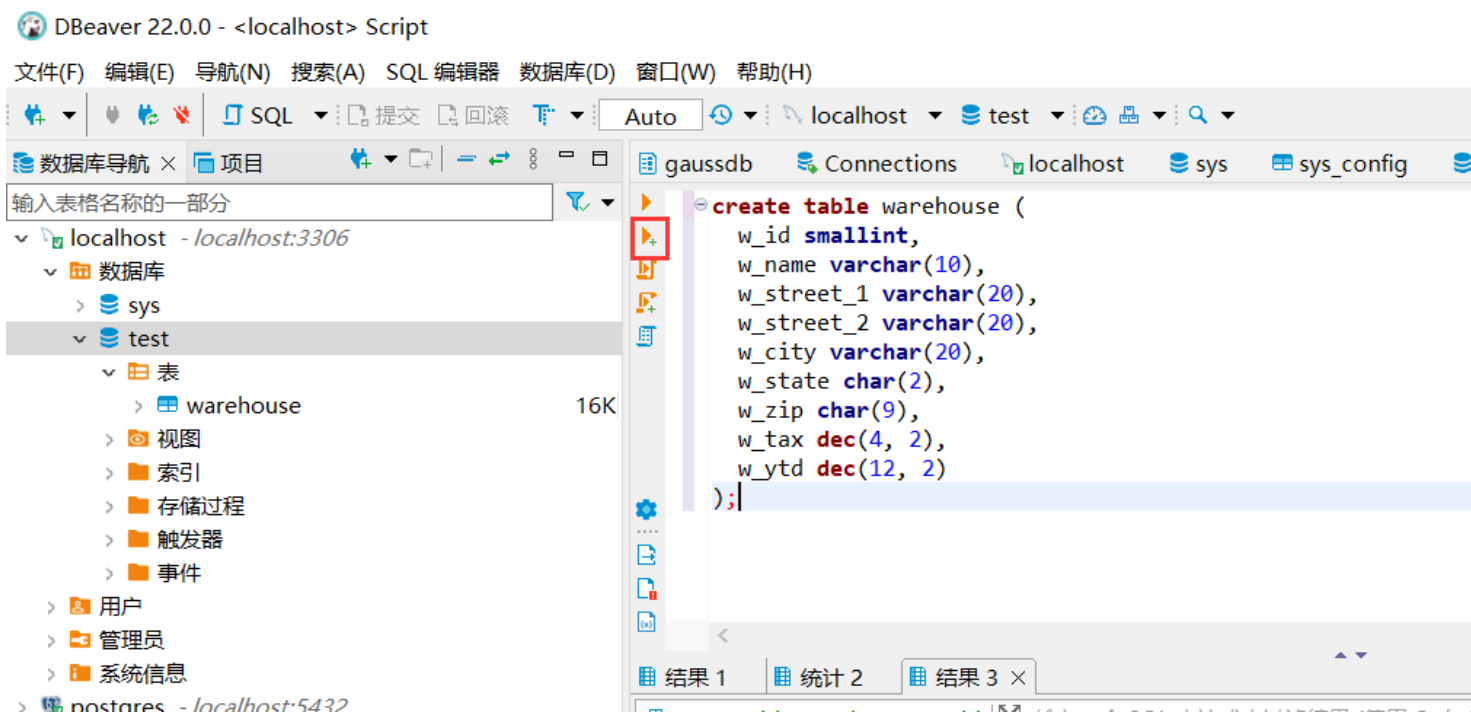 DBeaver 22.0.0 - <localhost> Script
文件(F) 编辑(E) 导航(N) 搜索(A) SQL 编辑器 数据库(D) 窗口(W) 帮助(H)
SQL 提交 回滚 Auto localhost test
数据库导航 项目
gaussdb Connections localhost sys sys_config
输入表格名称的一部分
localhost - localhost:3306
数据库
sys
test
表
warehouse 16K
视图
索引
存储过程
触发器
事件
用户
管理员
系统信息
postgres - localhost:5432
create table warehouse (
w_id smallint,
w_name varchar(10),
w_street_1 varchar(20),
w_street_2 varchar(20),
w_city varchar(20),
w_state char(2),
w_zip char(9),
w_tax dec(4, 2),
w_ytd dec(12, 2)
);
结果 1 统计 2 结果 3